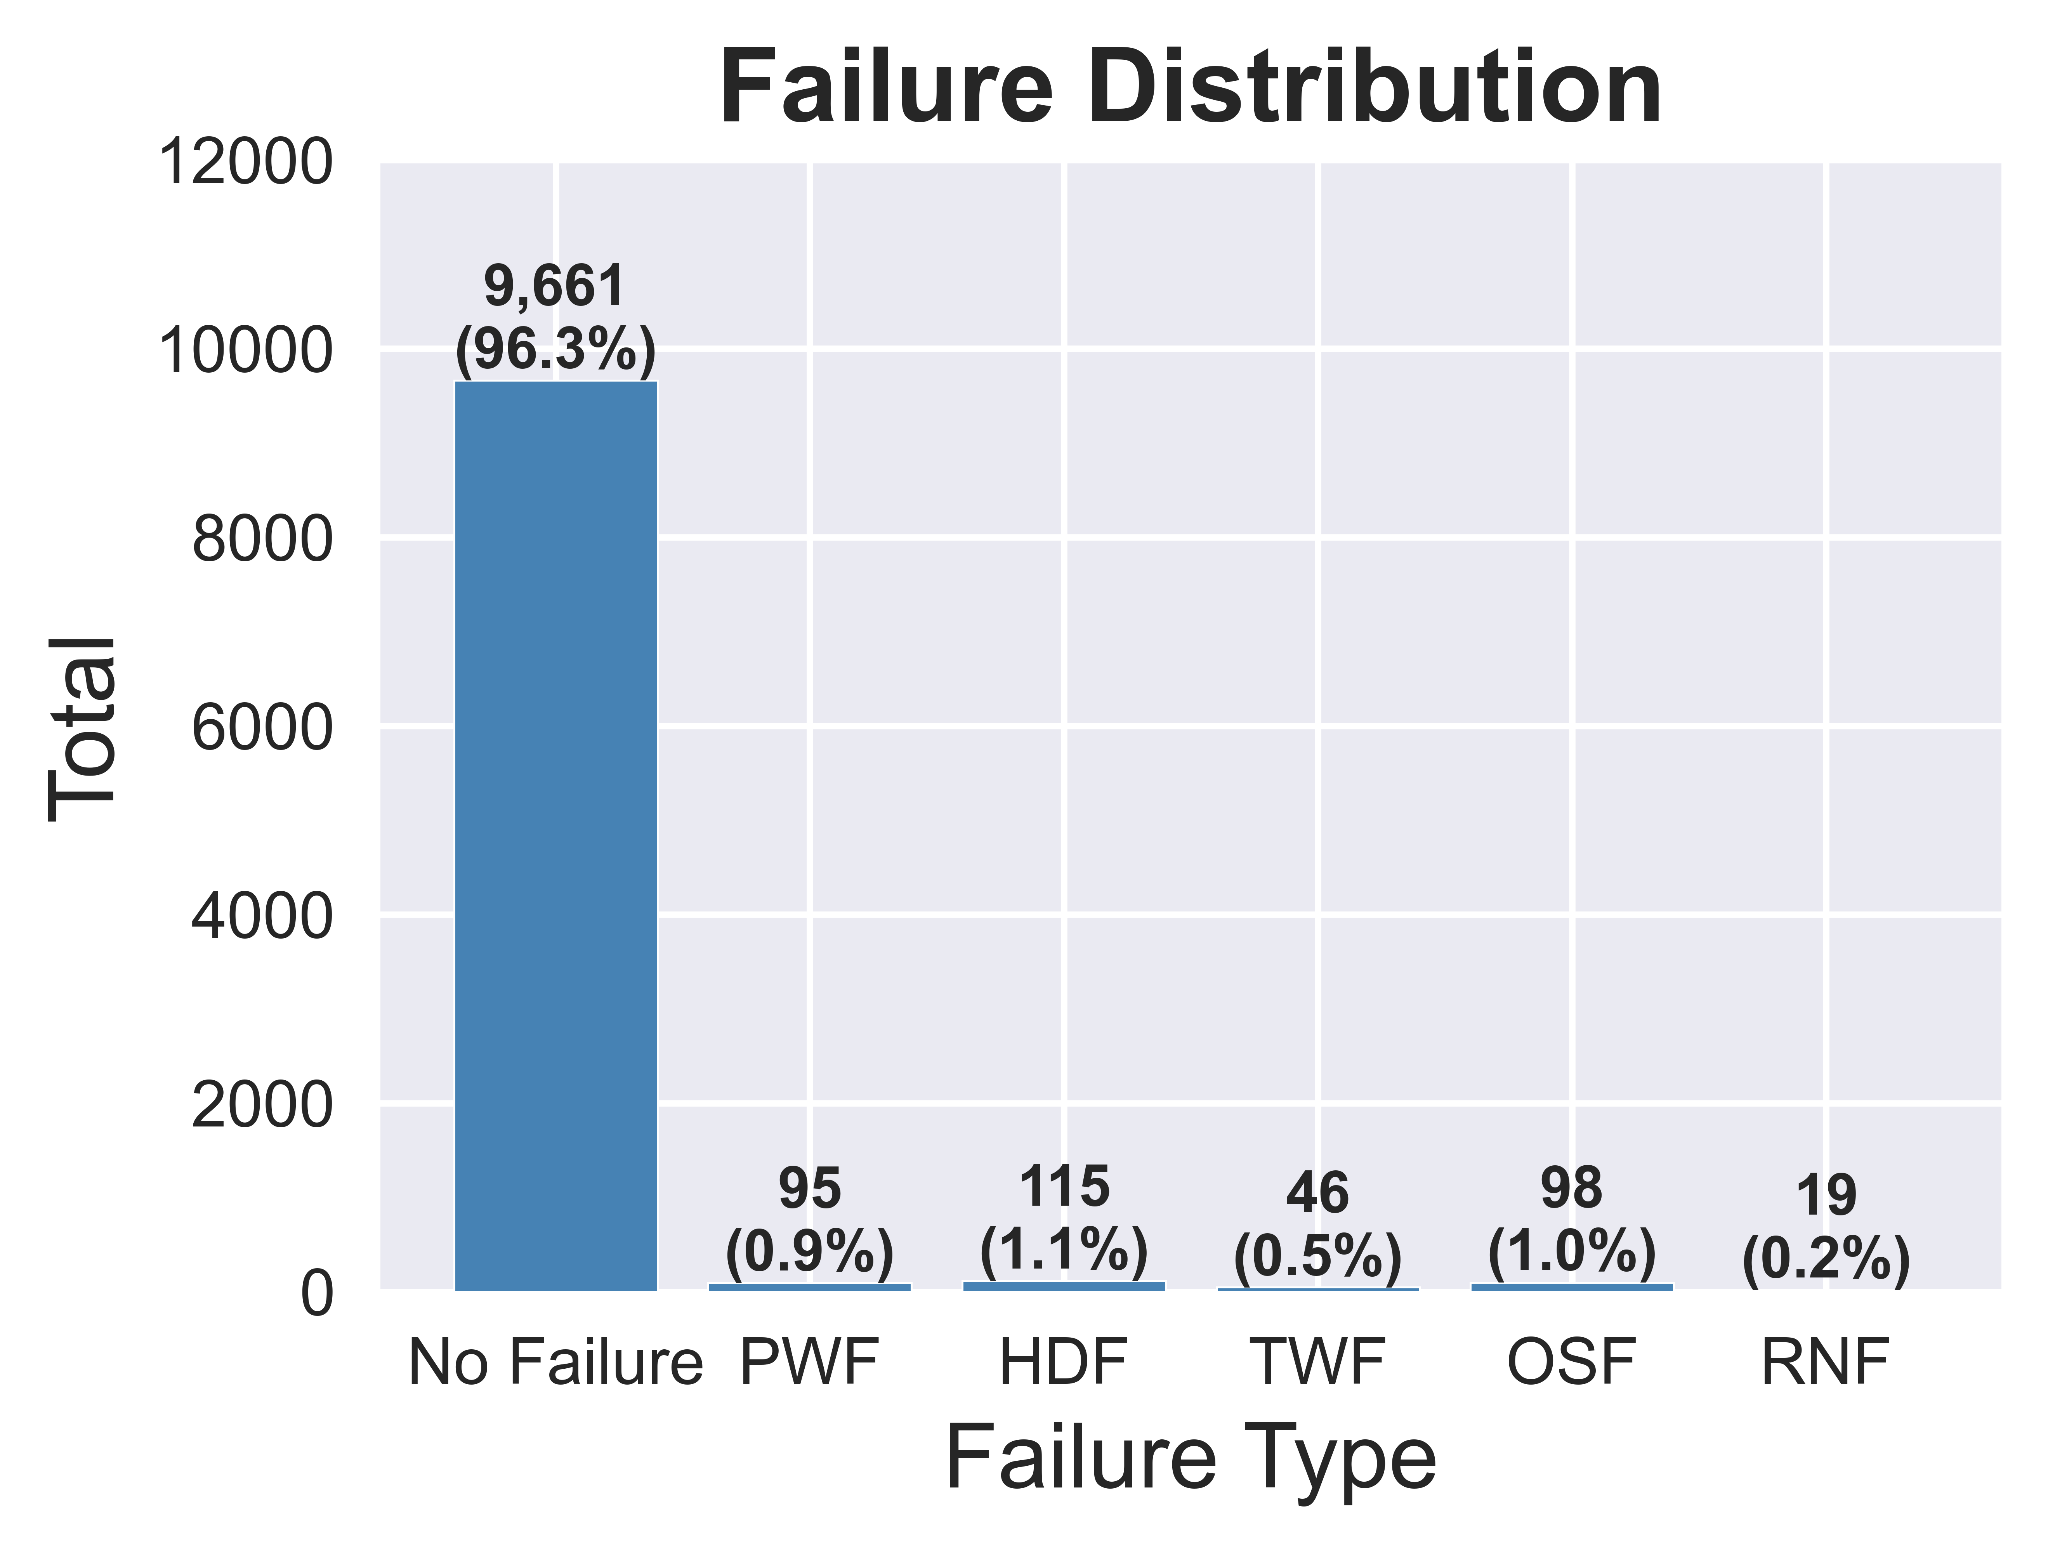 Failure Distribution
12000
10000
8000
6000
4000
2000
0
Total
9,661
(96.3%)
95
(0.9%)
115
(1.1%)
46
(0.5%)
98
(1.0%)
19
(0.2%)
No Failure
PWF
HDF
TWF
OSF
RNF
Failure Type